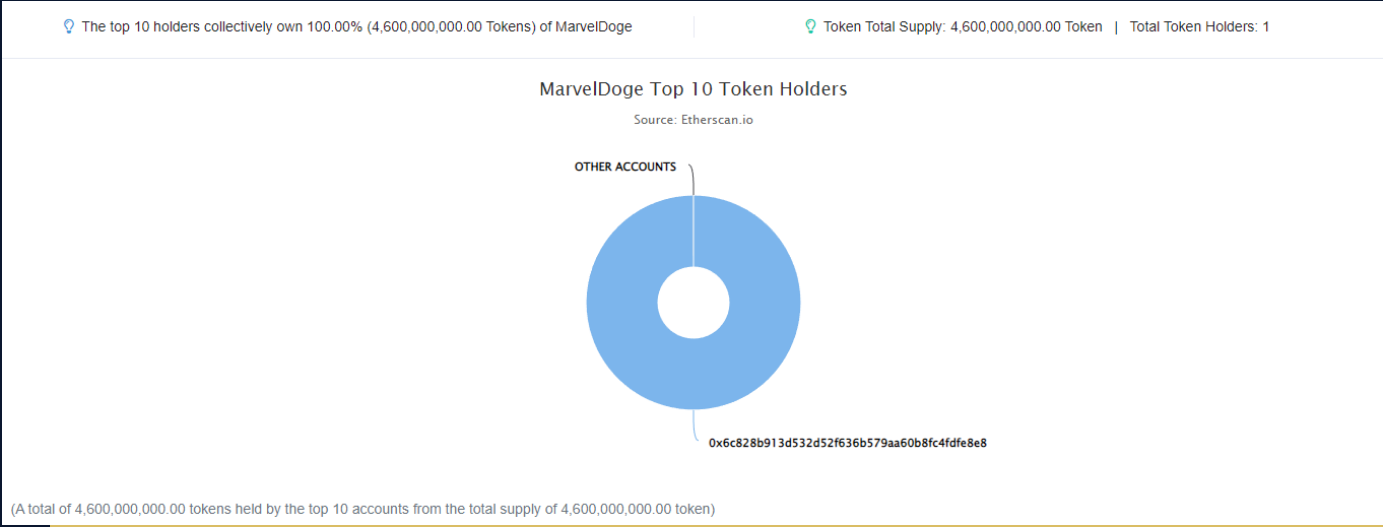 The top 10 holders collectively own 100.00% (4,600,000,000.00 Tokens) of MarvelDoge
Token Total Supply: 4,600,000,000.00 Token | Total Token Holders: 1
MarvelDoge Top 10 Token Holders
Source: Etherscan.io
OTHER ACCOUNTS
0x6c828b913d532d52f636b579aa60b8fc4fdfe8e8
(A total of 4,600,000,000.00 tokens held by the top 10 accounts from the total supply of 4,600,000,000.00 token)